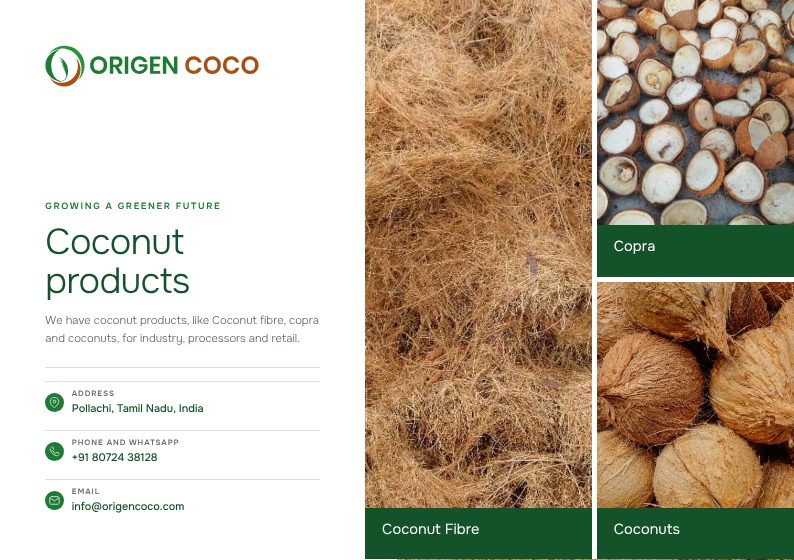 ORIGEN COCO
GROWING A GREENER FUTURE
Coconut
products
We have coconut products, like Coconut fibre, copra
and coconuts, for industry, processors and retail.
ADDRESS
Pollachi, Tamil Nadu, India
PHONE AND WHATSAPP
+91 80724 38128
EMAIL
info@origencoco.com
Coconut Fibre
Copra
Coconuts